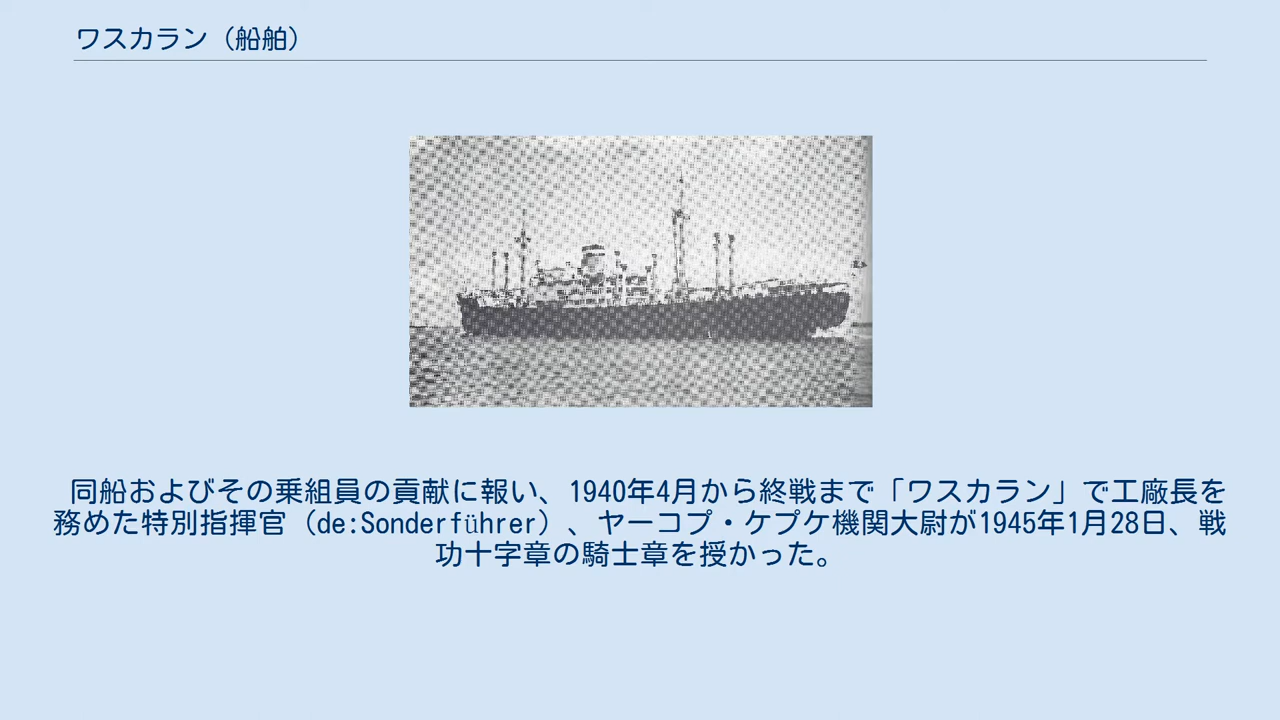 ワスカラン（船舶）
同船およびその乗組員の貢献に報い、1940年4月から終戦まで「ワスカラン」で工廠長を
務めた特別指揮官（de:Sonderführer）、ヤーコプ・ケプケ機関大尉が1945年1月28日、戦
功十字章の騎士章を授かった。